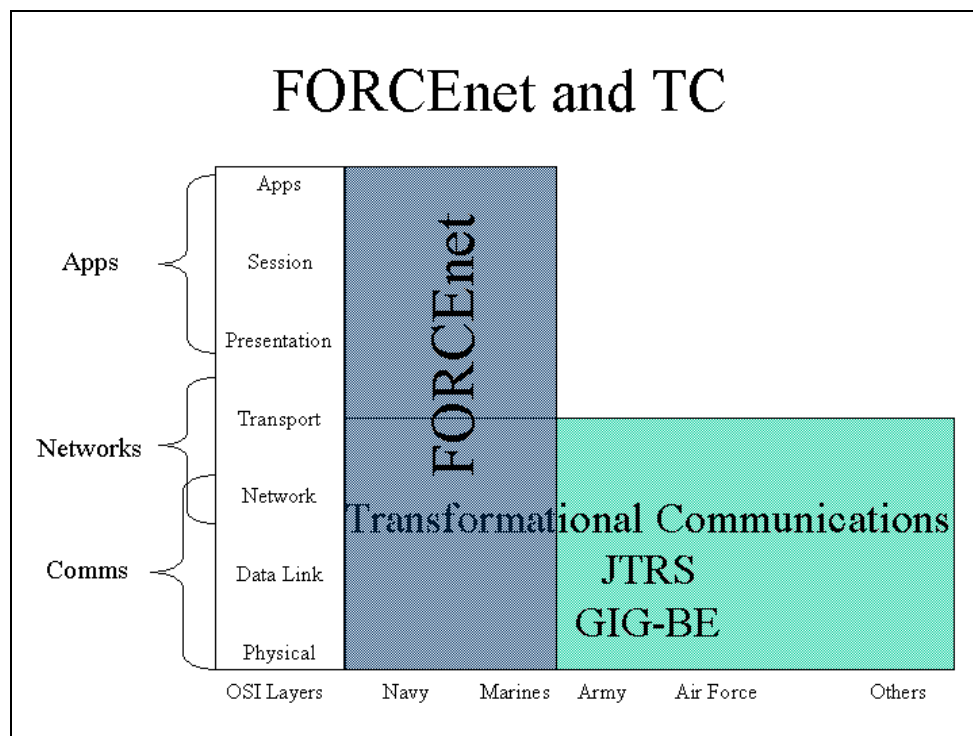 FORCEnet and TC
Apps
Networks
Comms
Apps
Session
Presentation
Transport
Network
Data Link
Physical
FORCEnet
Transformational Communications
JTRS
GIG-BE
OSI Layers
Navy
Marines
Army
Air Force
Others